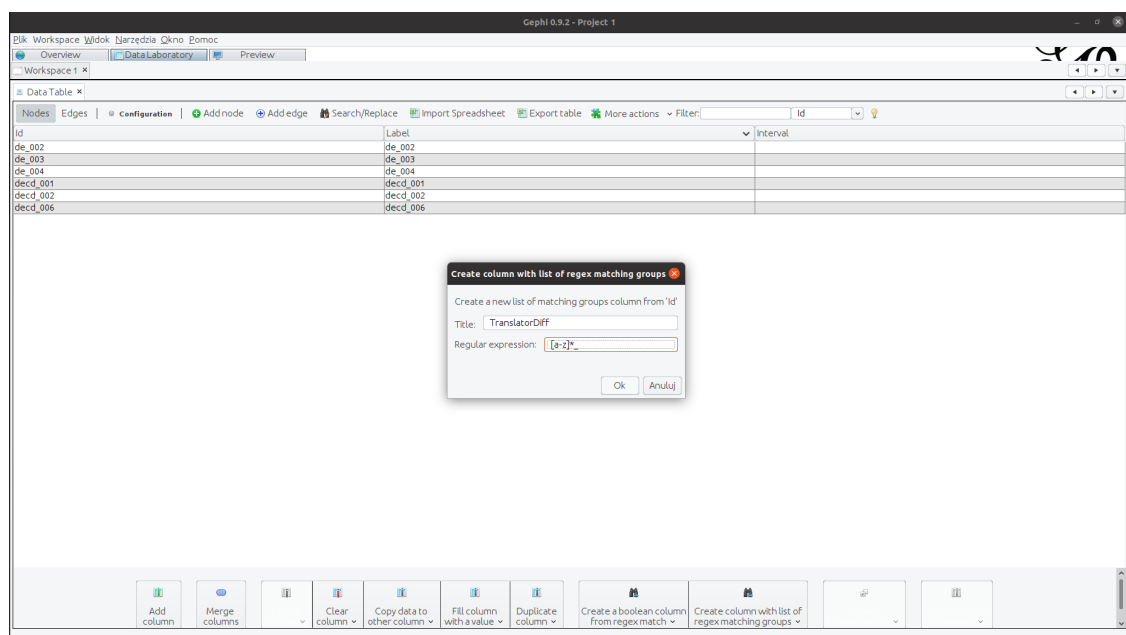 Gephi 0.9.2 - Project 1
Plik Workspace Widok Narzędzia Okno Pomoc
Overview Data Laboratory Preview
Workspace 1 ×
Data Table ×
Nodes Edges Configuration Add node Add edge Search/Replace Import Spreadsheet Export table More actions Filter: Id
Id Label Interval
de_002 de_002
de_003 de_003
de_004 de_004
decd_001 decd_001
decd_002 decd_002
decd_006 decd_006
Create column with list of regex matching groups
Create a new list of matching groups column from 'Id'
Title: TranslatorDiff
Regular expression: [a-z]*_
Ok Anuluj
Add column
Merge columns
Clear column
Copy data to other column
Fill column with a value
Duplicate column
Create a boolean column from regex match
Create column with list of regex matching groups